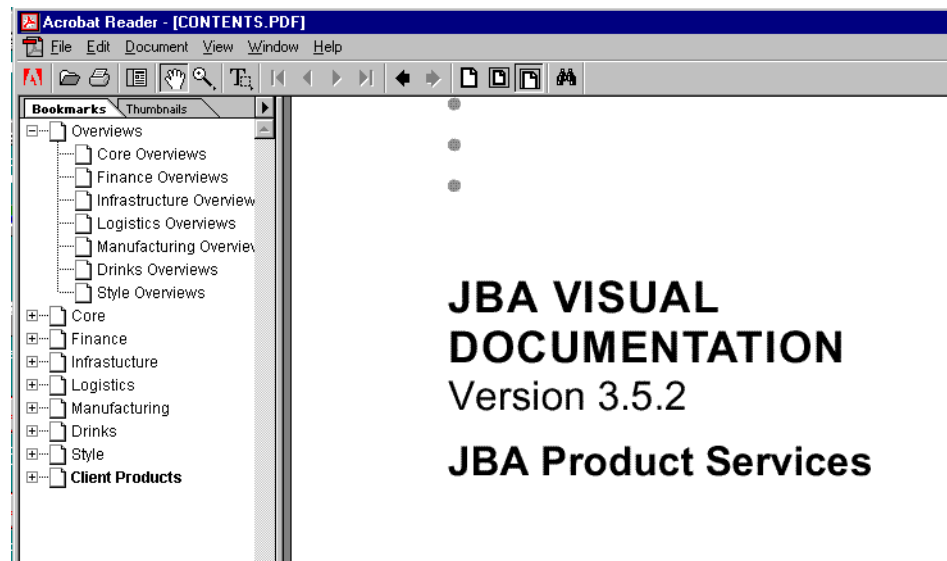 Acrobat Reader - [CONTENTS.PDF]
File Edit Document View Window Help
Bookmarks Thumbnails
Overviews
Core Overviews
Finance Overviews
Infrastructure Overview
Logistics Overviews
Manufacturing Overview
Drinks Overviews
Style Overviews
Core
Finance
Infrastucture
Logistics
Manufacturing
Drinks
Style
Client Products
JBA VISUAL
DOCUMENTATION
Version 3.5.2
JBA Product Services